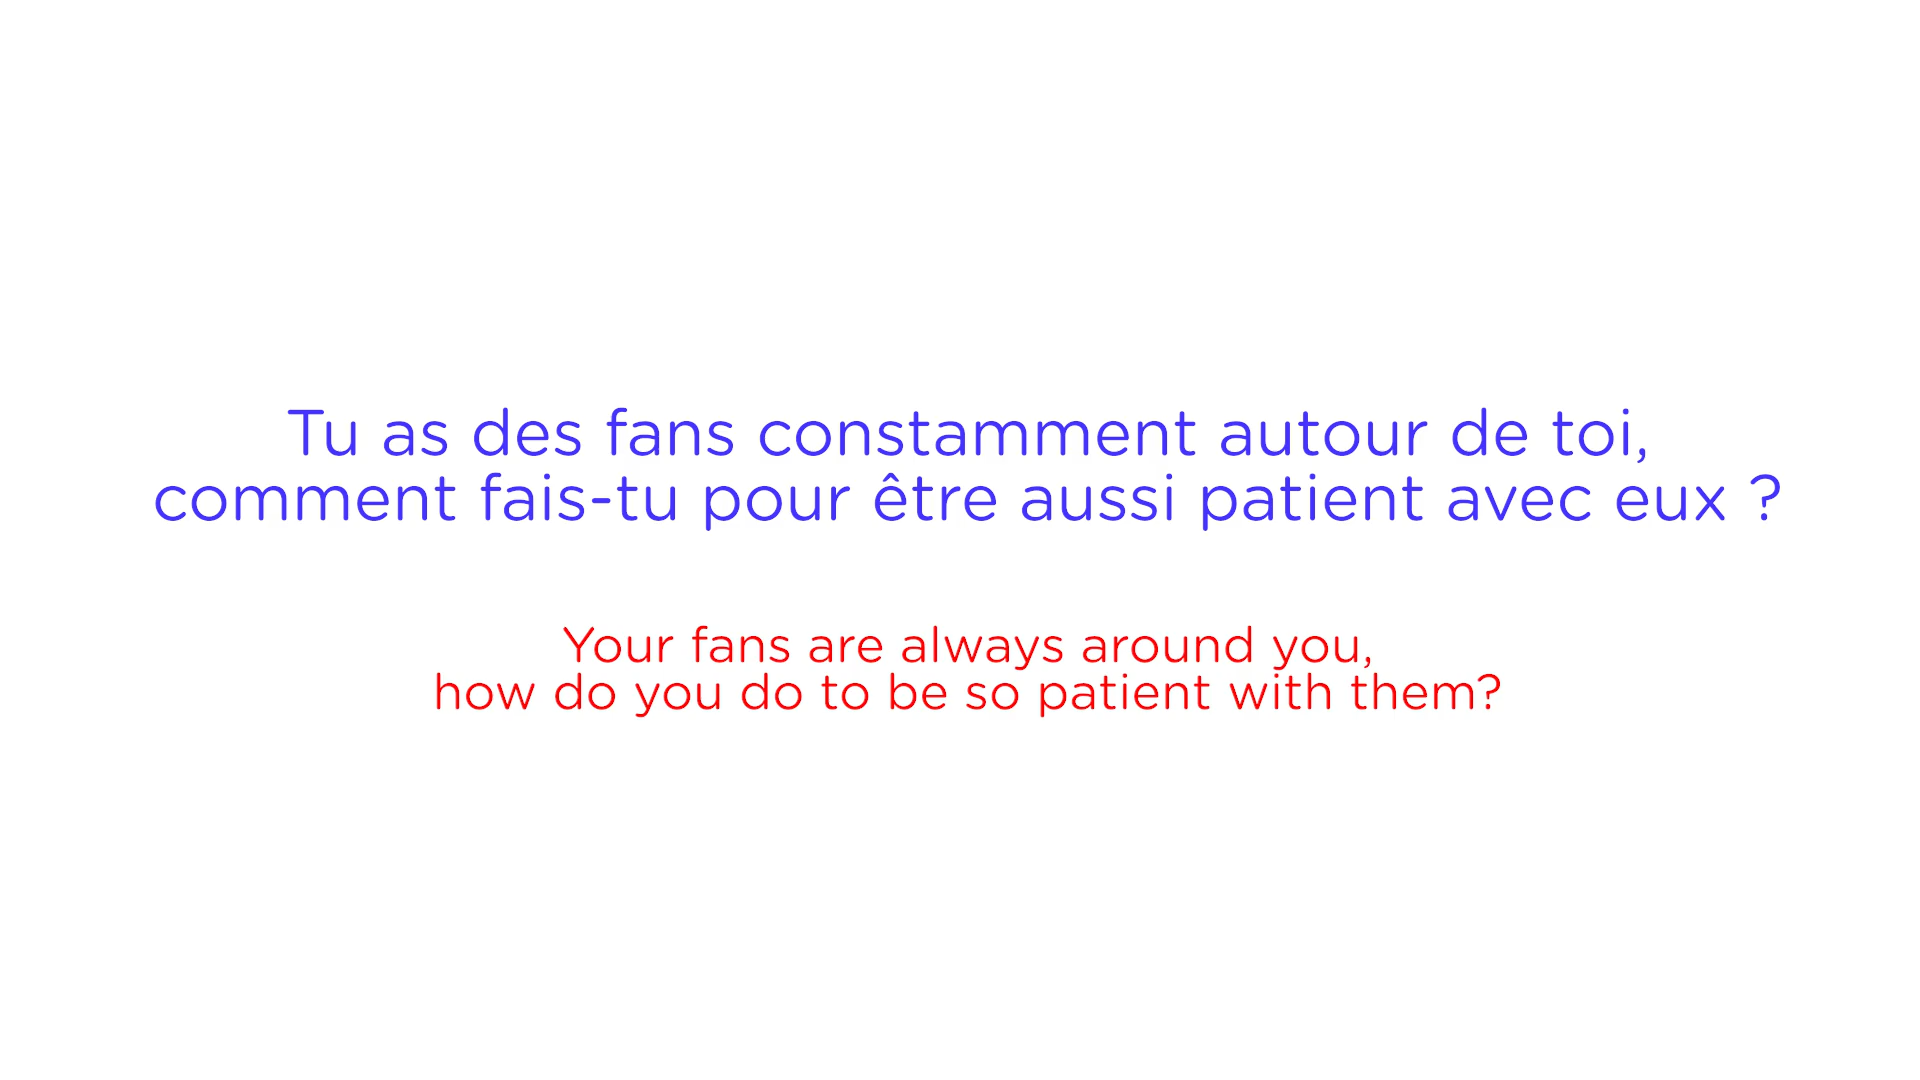 Tu as des fans constamment autour de toi,
comment fais-tu pour être aussi patient avec eux ?
Your fans are always around you,
how do you do to be so patient with them?